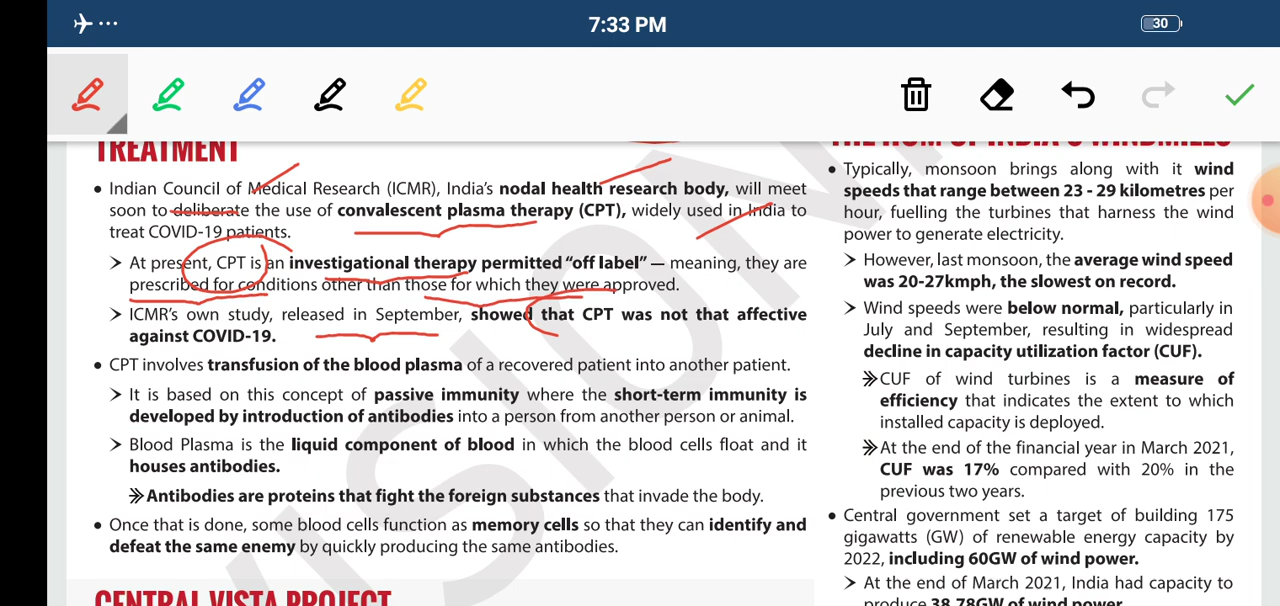 7:33 PM
30
TREATMENT
• Indian Council of Medical Research (ICMR), India's nodal health research body, will meet
soon to deliberate the use of convalescent plasma therapy (CPT), widely used in India to
treat COVID-19 patients.
➢ At present, CPT is an investigational therapy permitted "off label" — meaning, they are
prescribed for conditions other than those for which they were approved.
➢ ICMR's own study, released in September, showed that CPT was not that affective
against COVID-19.
• CPT involves transfusion of the blood plasma of a recovered patient into another patient.
➢ It is based on this concept of passive immunity where the short-term immunity is
developed by introduction of antibodies into a person from another person or animal.
➢ Blood Plasma is the liquid component of blood in which the blood cells float and it
houses antibodies.
Antibodies are proteins that fight the foreign substances that invade the body.
• Once that is done, some blood cells function as memory cells so that they can identify and
defeat the same enemy by quickly producing the same antibodies.
CENTRAL VISTA PROJECT
THE HUM OF INDIA'S WINDMILLS
• Typically, monsoon brings along with it wind
speeds that range between 23 - 29 kilometres per
hour, fuelling the turbines that harness the wind
power to generate electricity.
➢ However, last monsoon, the average wind speed
was 20-27kmph, the slowest on record.
➢ Wind speeds were below normal, particularly in
July and September, resulting in widespread
decline in capacity utilization factor (CUF).
CUF of wind turbines is a measure of
efficiency that indicates the extent to which
installed capacity is deployed.
At the end of the financial year in March 2021,
CUF was 17% compared with 20% in the
previous two years.
• Central government set a target of building 175
gigawatts (GW) of renewable energy capacity by
2022, including 60GW of wind power.
➢ At the end of March 2021, India had capacity to
produce 38.78GW of wind power
VISION